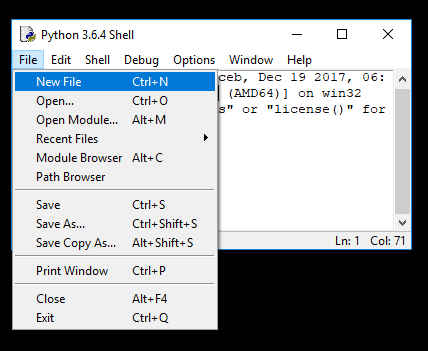 Python 3.6.4 Shell
File Edit Shell Debug Options Window Help
New File Ctrl+N
Open... Ctrl+O
Open Module... Alt+M
Recent Files
Module Browser Alt+C
Path Browser
Save Ctrl+S
Save As... Ctrl+Shift+S
Save Copy As... Alt+Shift+S
Print Window Ctrl+P
Close Alt+F4
Exit Ctrl+Q
ceb, Dec 19 2017, 06:
(AMD64)] on win32
s" or "license()" for
Ln: 1 Col: 71